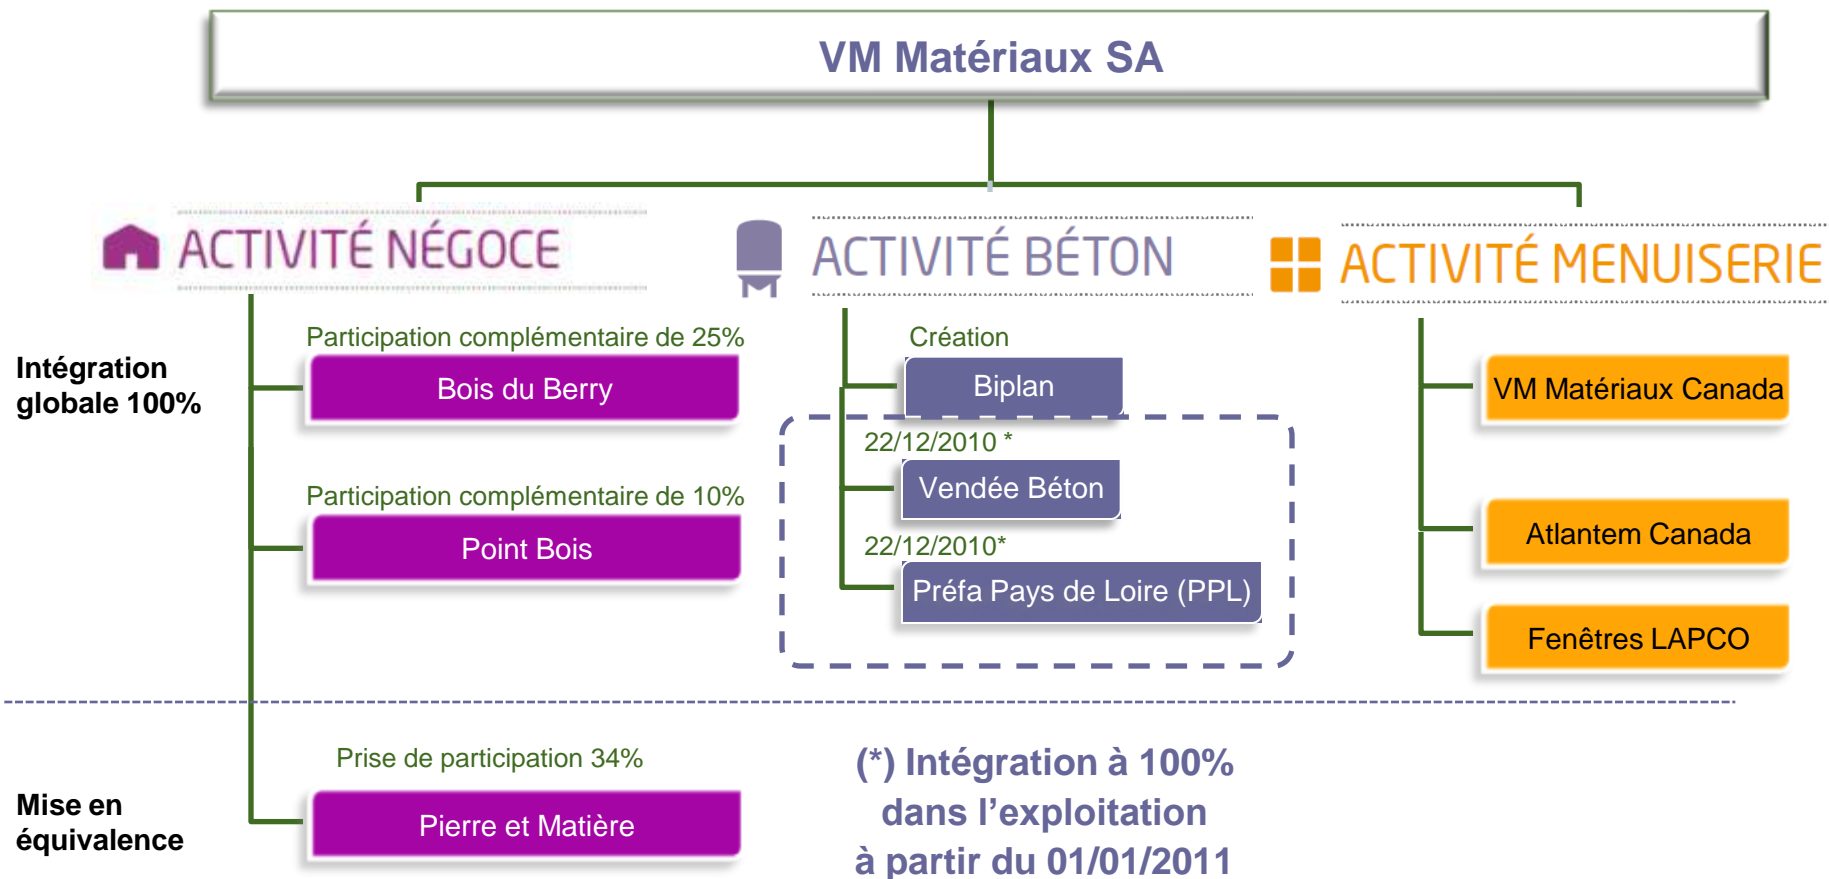 VM Matériaux SA
ACTIVITÉ NÉGOCE
ACTIVITÉ BÉTON
ACTIVITÉ MENUISERIE
Intégration
globale 100%
Participation complémentaire de 25%
Bois du Berry
Participation complémentaire de 10%
Point Bois
Création
Biplan
22/12/2010 *
Vendée Béton
22/12/2010*
Préfa Pays de Loire (PPL)
VM Matériaux Canada
Atlantem Canada
Fenêtres LAPCO
Mise en
équivalence
Prise de participation 34%
Pierre et Matière
(*) Intégration à 100%
dans l’exploitation
à partir du 01/01/2011